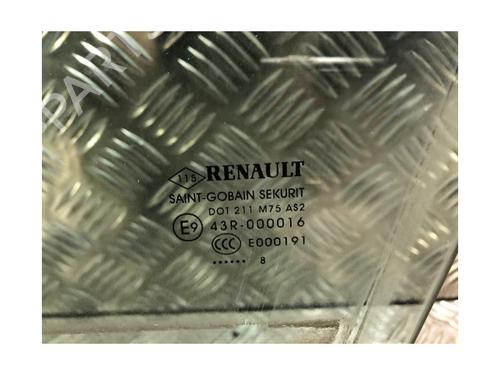 115 RENAULT
SAINT-GOBAIN SEKURIT
DOT 211 M75 AS2
E9 43R-000016
CCC E000191
...... 8